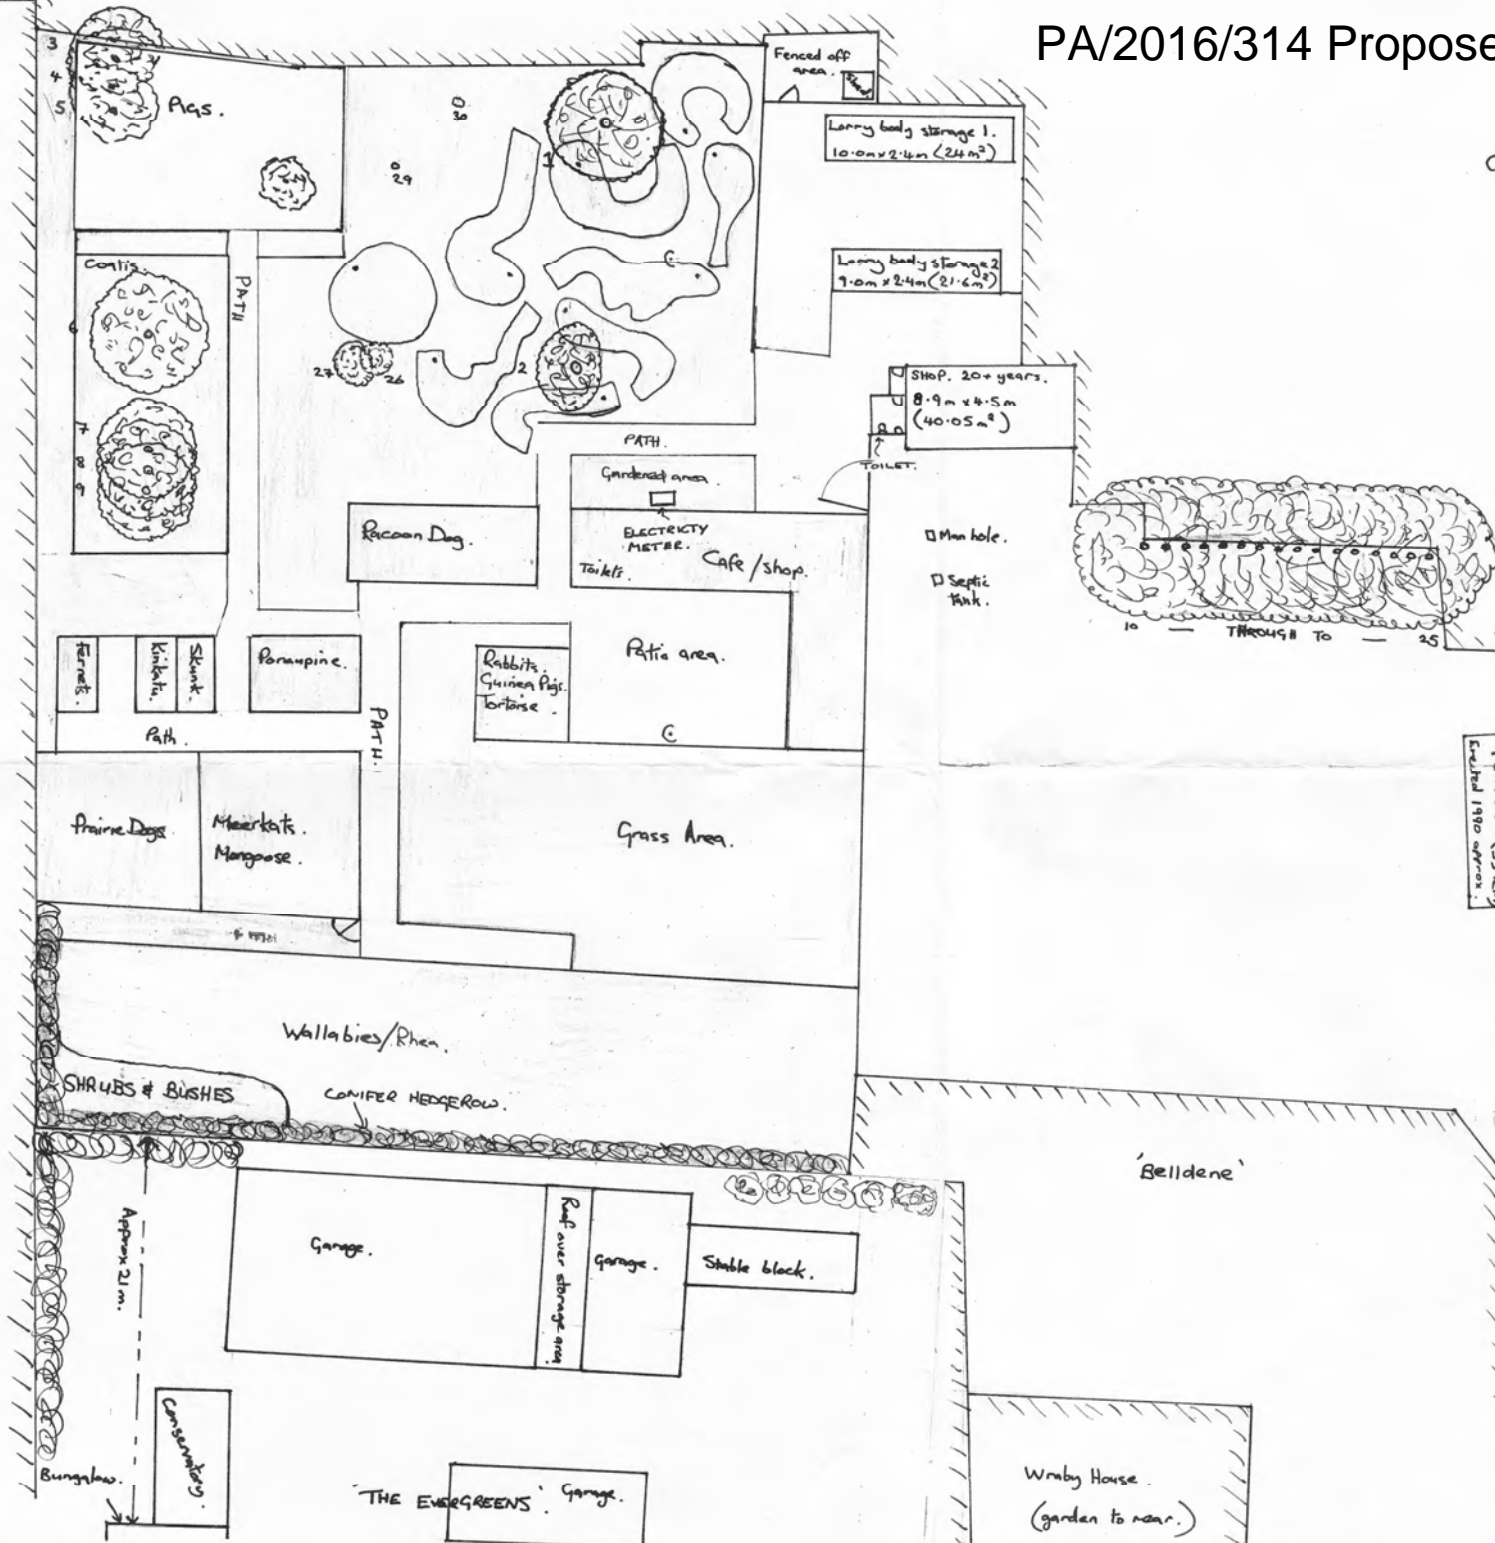 PA/2016/314 Propose
3
4
5
Pigs.
30
29
1
Fenced off
area.
Shed
Lorry body storage 1.
10.0m x 2.4m (24m²)
Lorry body storage 2
9.0m x 2.4m (21.6m²)
Coatis.
PATH
6
27
26
2
7
8
9
SHOP. 20+ years.
8.9m x 4.5m
(40.05m²)
TOILET.
PATH.
Gardened area.
ELECTRICTY
METER.
Racoon Dog.
Toilets.
Cafe/shop.
Man hole.
Septic
Tank.
10 — THROUGH TO — 25
Ferrets.
Kinkatu.
Skunk.
Poraupine.
Rabbits.
Guinea Pigs.
Tortoise.
Patio area.
Path.
PATH.
Prairie Dogs
Meerkats.
Mongoose.
Grass Area.
Erected 1990 approx.
Wallabies/Rhea.
SHRUBS & BUSHES
CONIFER HEDGEROW.
'Belldene'
Approx 21m.
Garage.
Roof over storage area
Garage.
Stable block.
Conservatory.
Bungalow.
'THE EVERGREENS'.
Garage.
Wraby House.
(garden to rear.)